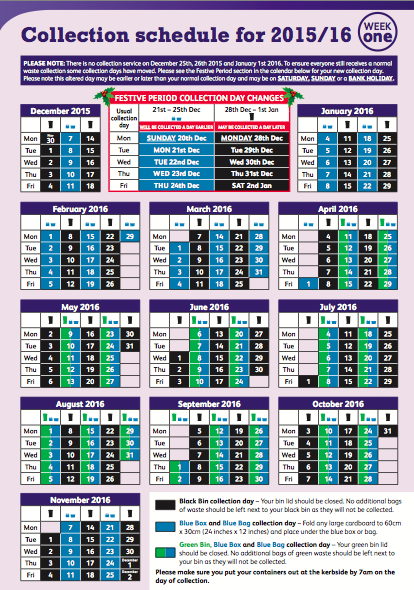 Collection schedule for 2015/16
WEEK
one
PLEASE NOTE: There is no collection service on December 25th, 26th 2015 and January 1st 2016. To ensure everyone still receives a normal
waste collection some collection days have moved. Please see the Festive Period section in the calendar below for your new collection day.
Please note this altered day may be earlier or later than your normal collection day and may be on SATURDAY, SUNDAY or a BANK HOLIDAY.
December 2015
Mon 30 7 14
Tue 1 8 15
Wed 2 9 16
Thu 3 10 17
Fri 4 11 18
FESTIVE PERIOD COLLECTION DAY CHANGES
Usual collection day 21st – 25th Dec 28th Dec – 1st Jan
WILL BE COLLECTED A DAY EARLIER MAY BE COLLECTED A DAY LATER
Mon SUNDAY 20th Dec MONDAY 28th Dec
Tue MON 21st Dec Tue 29th Dec
Wed TUE 22nd Dec Wed 30th Dec
Thu WED 23rd Dec Thu 31st Dec
Fri THU 24th Dec SAT 2nd Jan
January 2016
Mon 4 11 18 25
Tue 5 12 19 26
Wed 6 13 20 27
Thu 7 14 21 28
Fri 8 15 22 29
February 2016
Mon 1 8 15 22 29
Tue 2 9 16 23
Wed 3 10 17 24
Thu 4 11 18 25
Fri 5 12 19 26
March 2016
Mon 7 14 21 28
Tue 1 8 15 22 29
Wed 2 9 16 23 30
Thu 3 10 17 24 31
Fri 4 11 18 25
April 2016
Mon 4 11 18 25
Tue 5 12 19 26
Wed 6 13 20 27
Thu 7 14 21 28
Fri 1 8 15 22 29
May 2016
Mon 2 9 16 23 30
Tue 3 10 17 24 31
Wed 4 11 18 25
Thu 5 12 19 26
Fri 6 13 20 27
June 2016
Mon 6 13 20 27
Tue 7 14 21 28
Wed 1 8 15 22 29
Thu 2 9 16 23 30
Fri 3 10 17 24
July 2016
Mon 4 11 18 25
Tue 5 12 19 26
Wed 6 13 20 27
Thu 7 14 21 28
Fri 1 8 15 22 29
August 2016
Mon 1 8 15 22 29
Tue 2 9 16 23 30
Wed 3 10 17 24 31
Thu 4 11 18 25
Fri 5 12 19 26
September 2016
Mon 5 12 19 26
Tue 6 13 20 27
Wed 7 14 21 28
Thu 1 8 15 22 29
Fri 2 9 16 23 30
October 2016
Mon 3 10 17 24 31
Tue 4 11 18 25
Wed 5 12 19 26
Thu 6 13 20 27
Fri 7 14 21 28
November 2016
Mon 7 14 21 28
Tue 1 8 15 22 29
Wed 2 9 16 23 30
Thu 3 10 17 24 December 1
Fri 4 11 18 25 December 2
Black Bin collection day – Your bin lid should be closed. No additional bags
of waste should be left next to your black bin as they will not be collected.
Blue Box and Blue Bag collection day – Fold any large cardboard to 60cm
x 30cm (24 inches x 12 inches) and place under the blue box or bag.
Green Bin, Blue Box and Blue Bag collection day – Your green bin lid
should be closed. No additional bags of green waste should be left next to
your bin as they will not be collected.
Please make sure you put your containers out at the kerbside by 7am on the
day of collection.